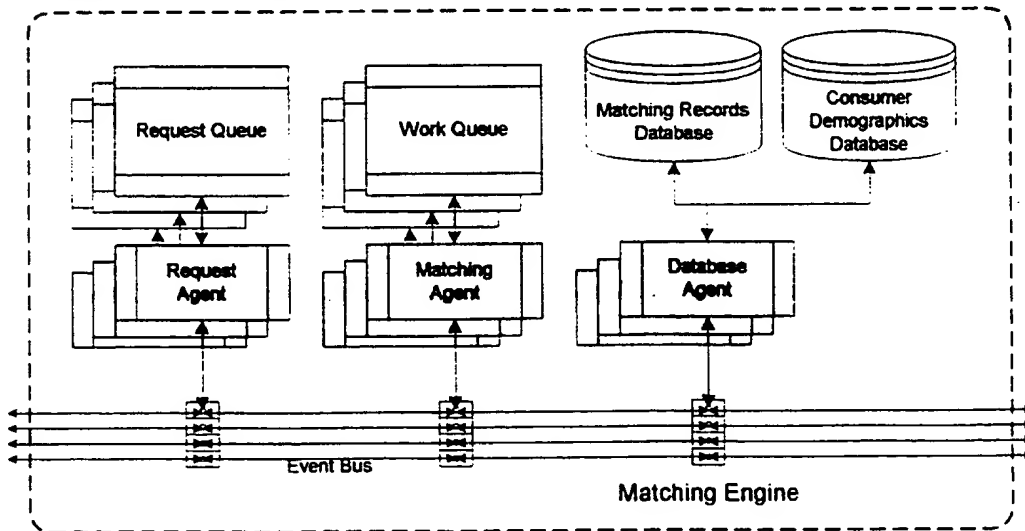 Request Queue
Work Queue
Matching Records
Database
Consumer
Demographics
Database
Request
Agent
Matching
Agent
Database
Agent
Event Bus
Matching Engine